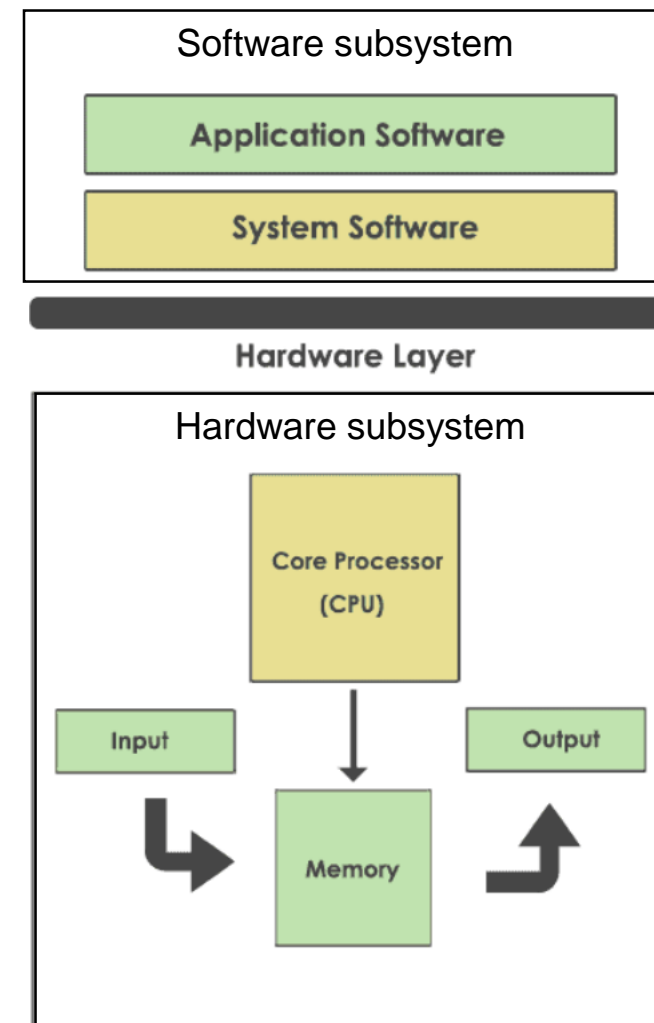 Software subsystem
Application Software
System Software
Hardware Layer
Hardware subsystem
Core Processor
(CPU)
Input
Output
Memory